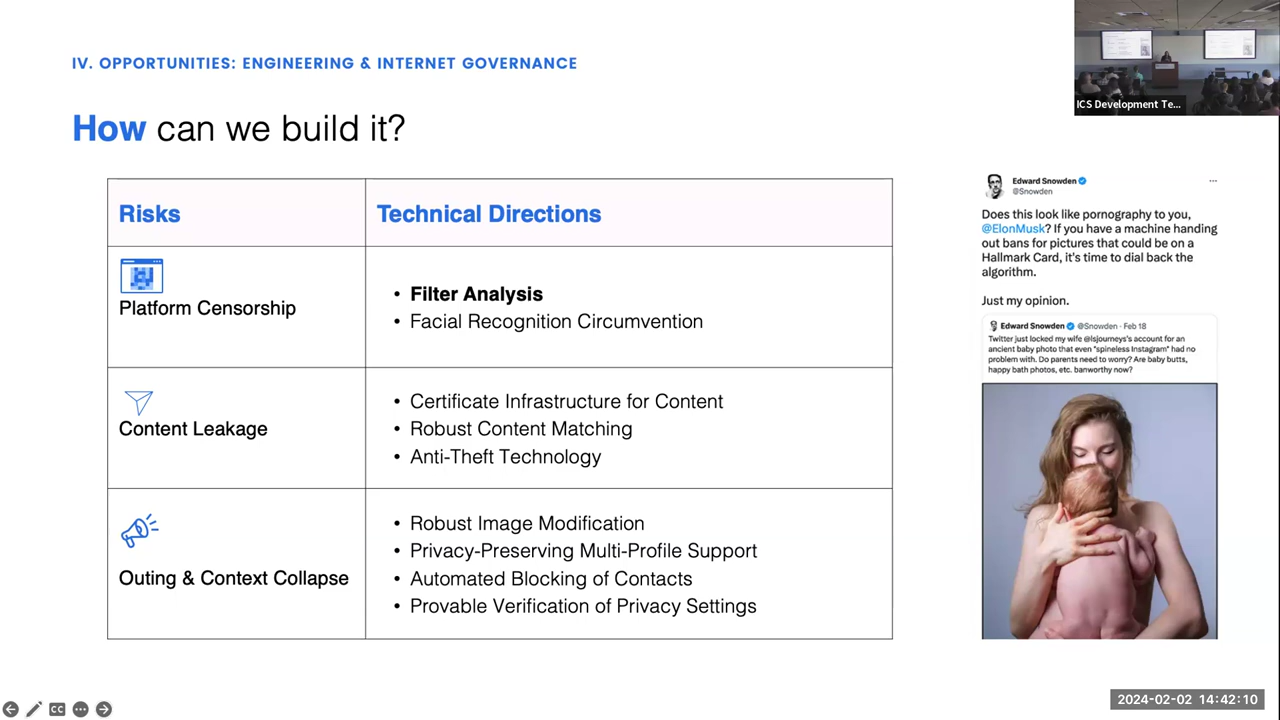 IV. OPPORTUNITIES: ENGINEERING & INTERNET GOVERNANCE
How can we build it?
ICS Development Te...
Risks
Technical Directions
Platform Censorship
• Filter Analysis
• Facial Recognition Circumvention
Content Leakage
• Certificate Infrastructure for Content
• Robust Content Matching
• Anti-Theft Technology
Outing & Context Collapse
• Robust Image Modification
• Privacy-Preserving Multi-Profile Support
• Automated Blocking of Contacts
• Provable Verification of Privacy Settings
Edward Snowden
@Snowden
Does this look like pornography to you,
@ElonMusk? If you have a machine handing
out bans for pictures that could be on a
Hallmark Card, it's time to dial back the
algorithm.
Just my opinion.
Edward Snowden @Snowden · Feb 18
Twitter just locked my wife @lsjourneys's account for an
ancient baby photo that even "spineless Instagram" had no
problem with. Do parents need to worry? Are baby butts,
happy bath photos, etc. banworthy now?
CC
2024-02-02 14:42:10